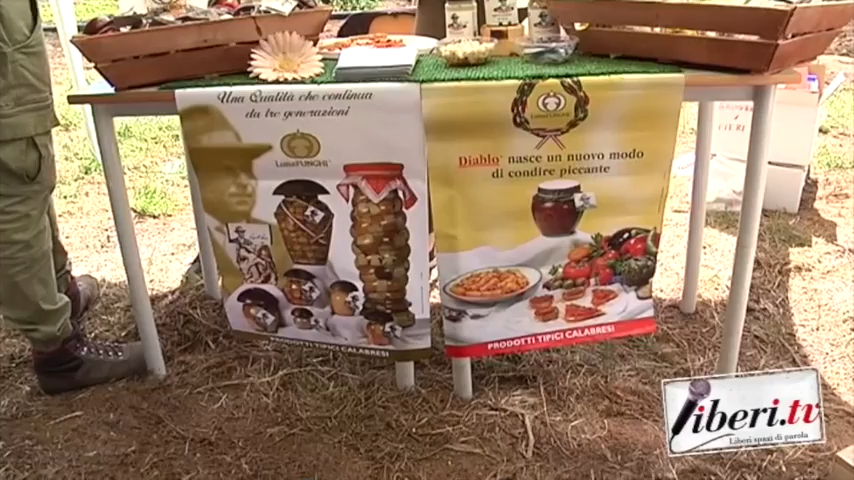 Una Qualità che continua
da tre generazioni
LuisaFUNGHI
PRODOTTI TIPICI CALABRESI
Diablo nasce un nuovo modo
di condire piccante
PRODOTTI TIPICI CALABRESI
liberi.tv
Liberi spazi di parola